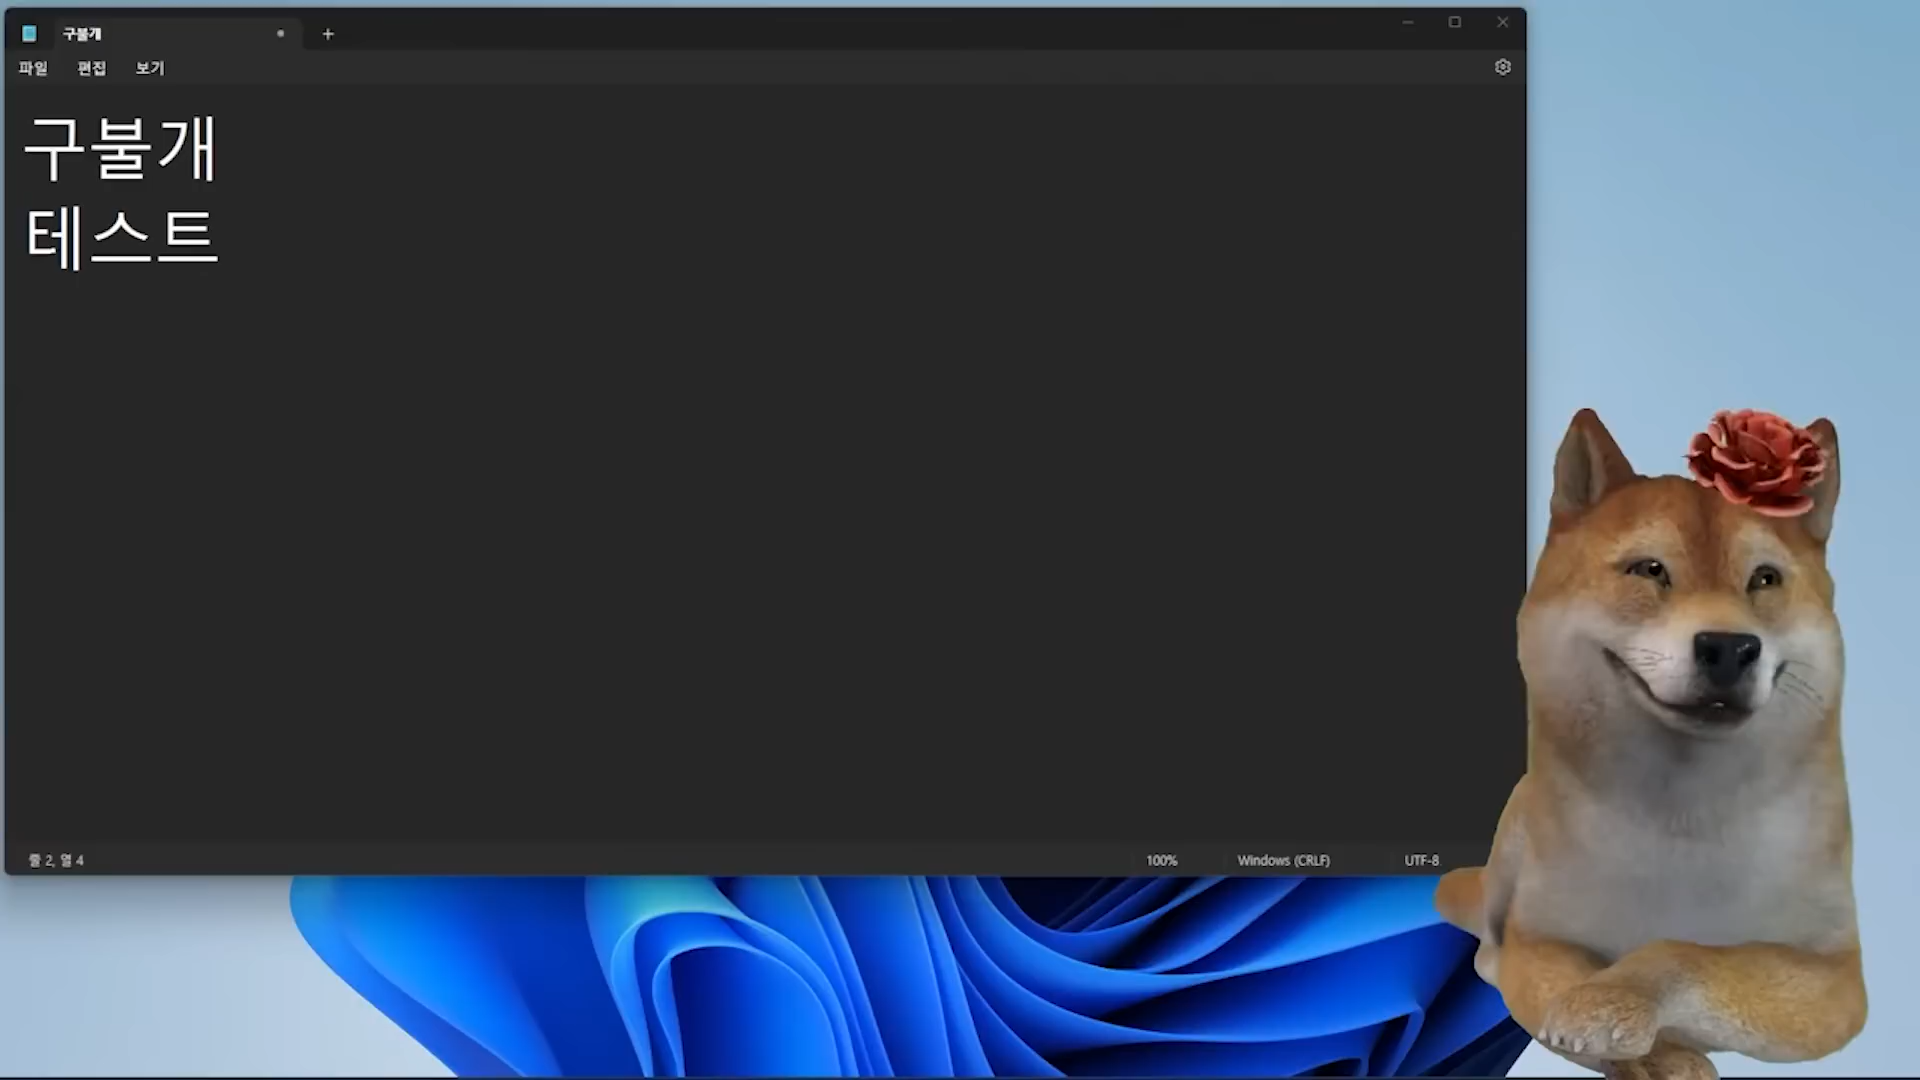 구불개
파일 편집 보기
구불개
테스트
줄 2, 열 4 100% Windows (CRLF) UTF-8